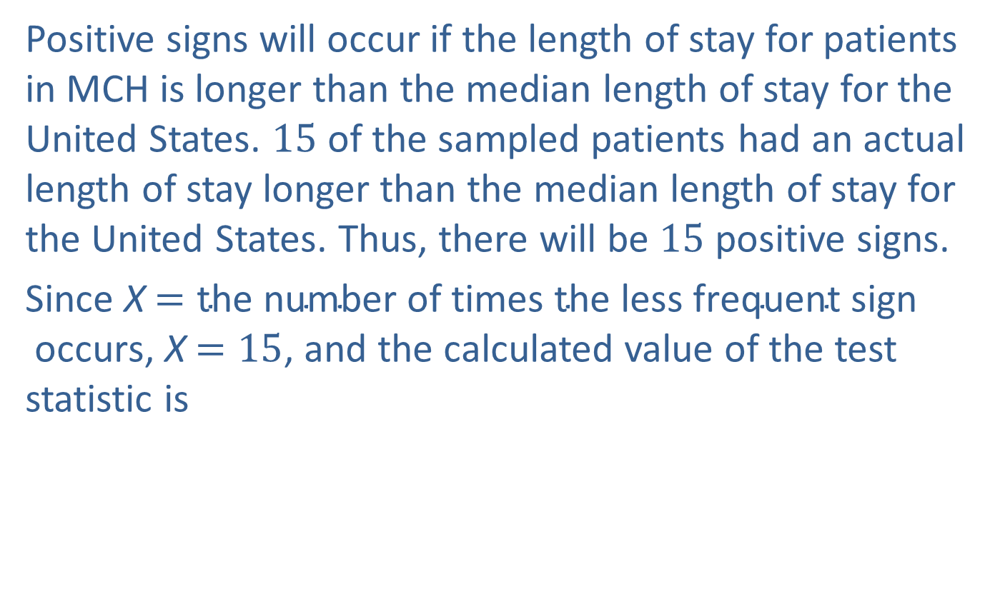 Positive signs will occur if the length of stay for patients
in MCH is longer than the median length of stay for the
United States. 15 of the sampled patients had an actual
length of stay longer than the median length of stay for
the United States. Thus, there will be 15 positive signs.
Since X = the number of times the less frequent sign
occurs, X = 15, and the calculated value of the test
statistic is